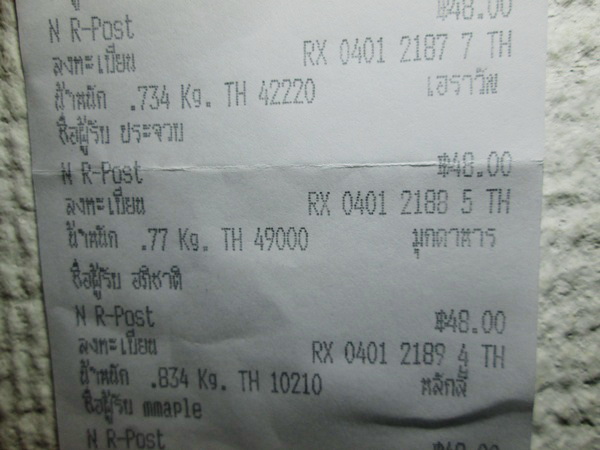 ฿48.00
N R-Post
ลงทะเบียน RX 0401 2187 7 TH
น้ำหนัก .734 Kg. TH 42220 เอราวัณ
ชื่อผู้รับ ประจวบ
N R-Post ฿48.00
ลงทะเบียน RX 0401 2188 5 TH
น้ำหนัก .77 Kg. TH 49000 มุกดาหาร
ชื่อผู้รับ อภิชาติ
N R-Post ฿48.00
ลงทะเบียน RX 0401 2189 4 TH
น้ำหนัก .834 Kg. TH 10210 หลักสี่
ชื่อผู้รับ mmaple
N R-Post ฿48.00